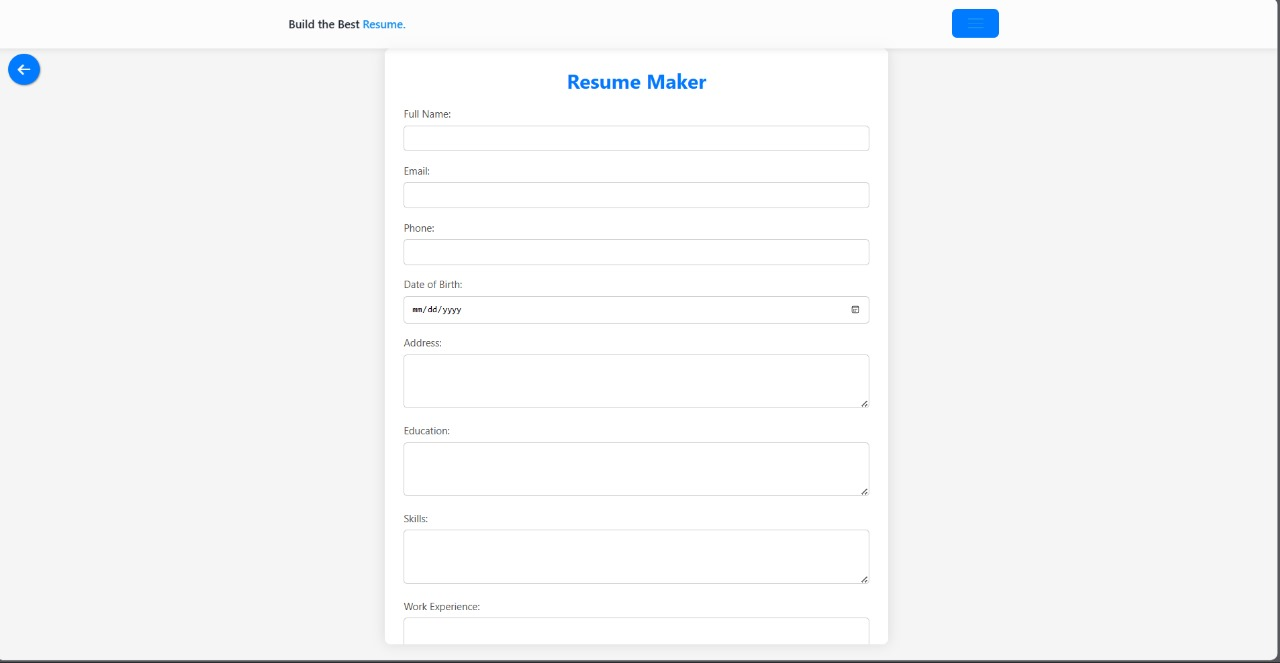 Build the Best Resume.
Resume Maker
Full Name:
Email:
Phone:
Date of Birth:
mm/dd/yyyy
Address:
Education:
Skills:
Work Experience: